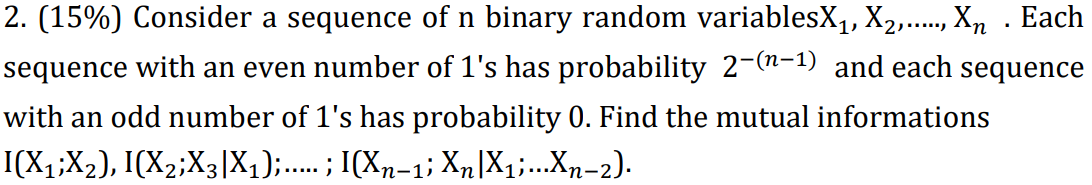 2. (15%) Consider a sequence of n binary random variablesX₁, X₂,....., Xₙ . Each
sequence with an even number of 1's has probability 2⁻⁽ⁿ⁻¹⁾ and each sequence
with an odd number of 1's has probability 0. Find the mutual informations
I(X₁;X₂), I(X₂;X₃|X₁);..... ; I(Xₙ₋₁; Xₙ|X₁;...Xₙ₋₂).